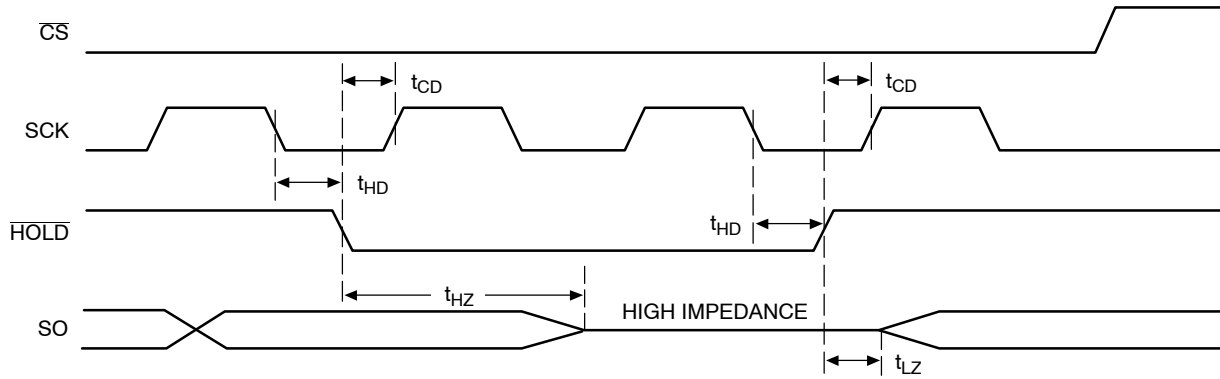 CS
tCD
tCD
SCK
tHD
HOLD
tHD
tHZ
HIGH IMPEDANCE
SO
tLZ